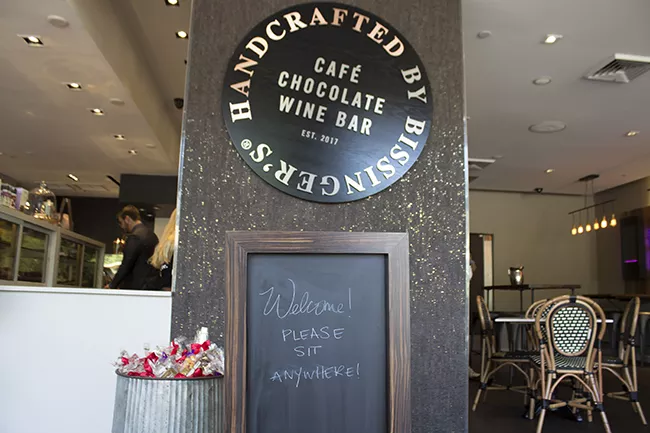 HANDCRAFTED BY BISSINGER'S®
CAFÉ
CHOCOLATE
WINE BAR
EST. 2017
Welcome!
PLEASE
SIT
ANYWHERE!